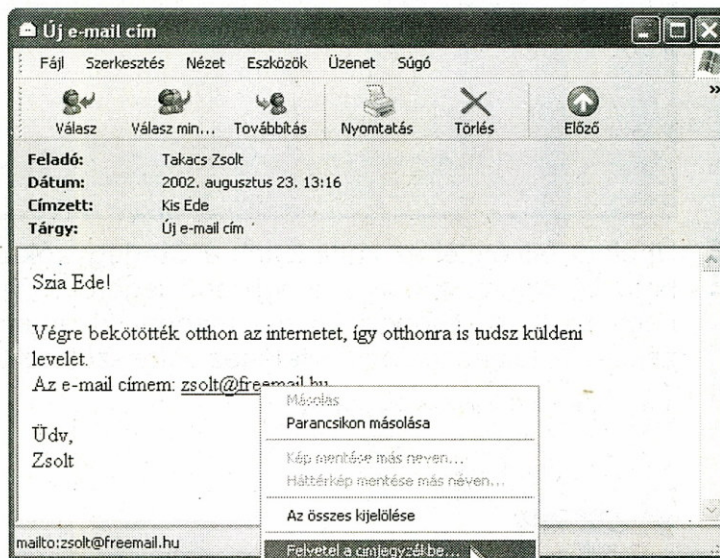 Új e-mail cím
Fájl Szerkesztés Nézet Eszközök Üzenet Súgó
Válasz Válasz min... Továbbítás Nyomtatás Törlés Előző
Feladó: Takacs Zsolt
Dátum: 2002. augusztus 23. 13:16
Címzett: Kis Ede
Tárgy: Új e-mail cím
Szia Ede!
Végre bekötötték otthon az internetet, így otthonra is tudsz küldeni
levelet.
Az e-mail címem: zsolt@freemail.hu
Üdv,
Zsolt
Másolás
Parancsikon másolása
Kép mentése más néven...
Háttérkép mentése más néven...
Az összes kijelölése
Felvétel a címjegyzékbe...
mailto:zsolt@freemail.hu